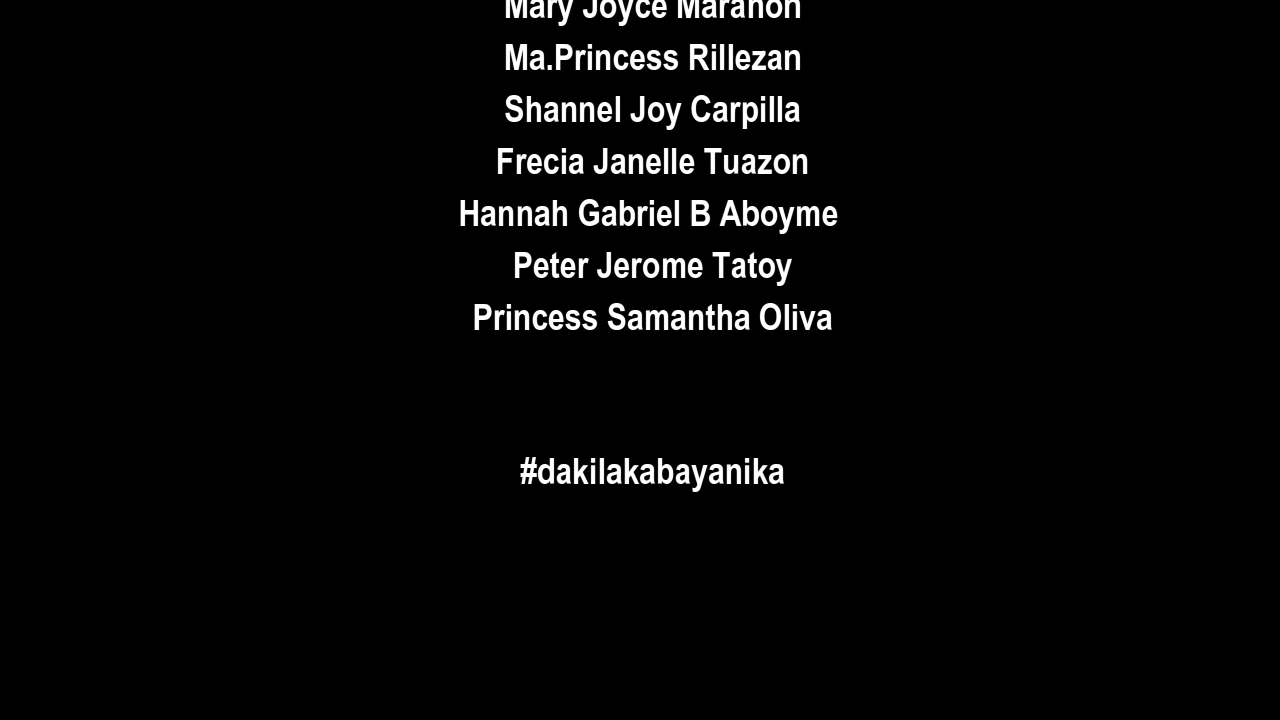 Mary Joyce Maranon
Ma.Princess Rillezan
Shannel Joy Carpilla
Frecia Janelle Tuazon
Hannah Gabriel B Aboyme
Peter Jerome Tatoy
Princess Samantha Oliva
#dakilakabayanika